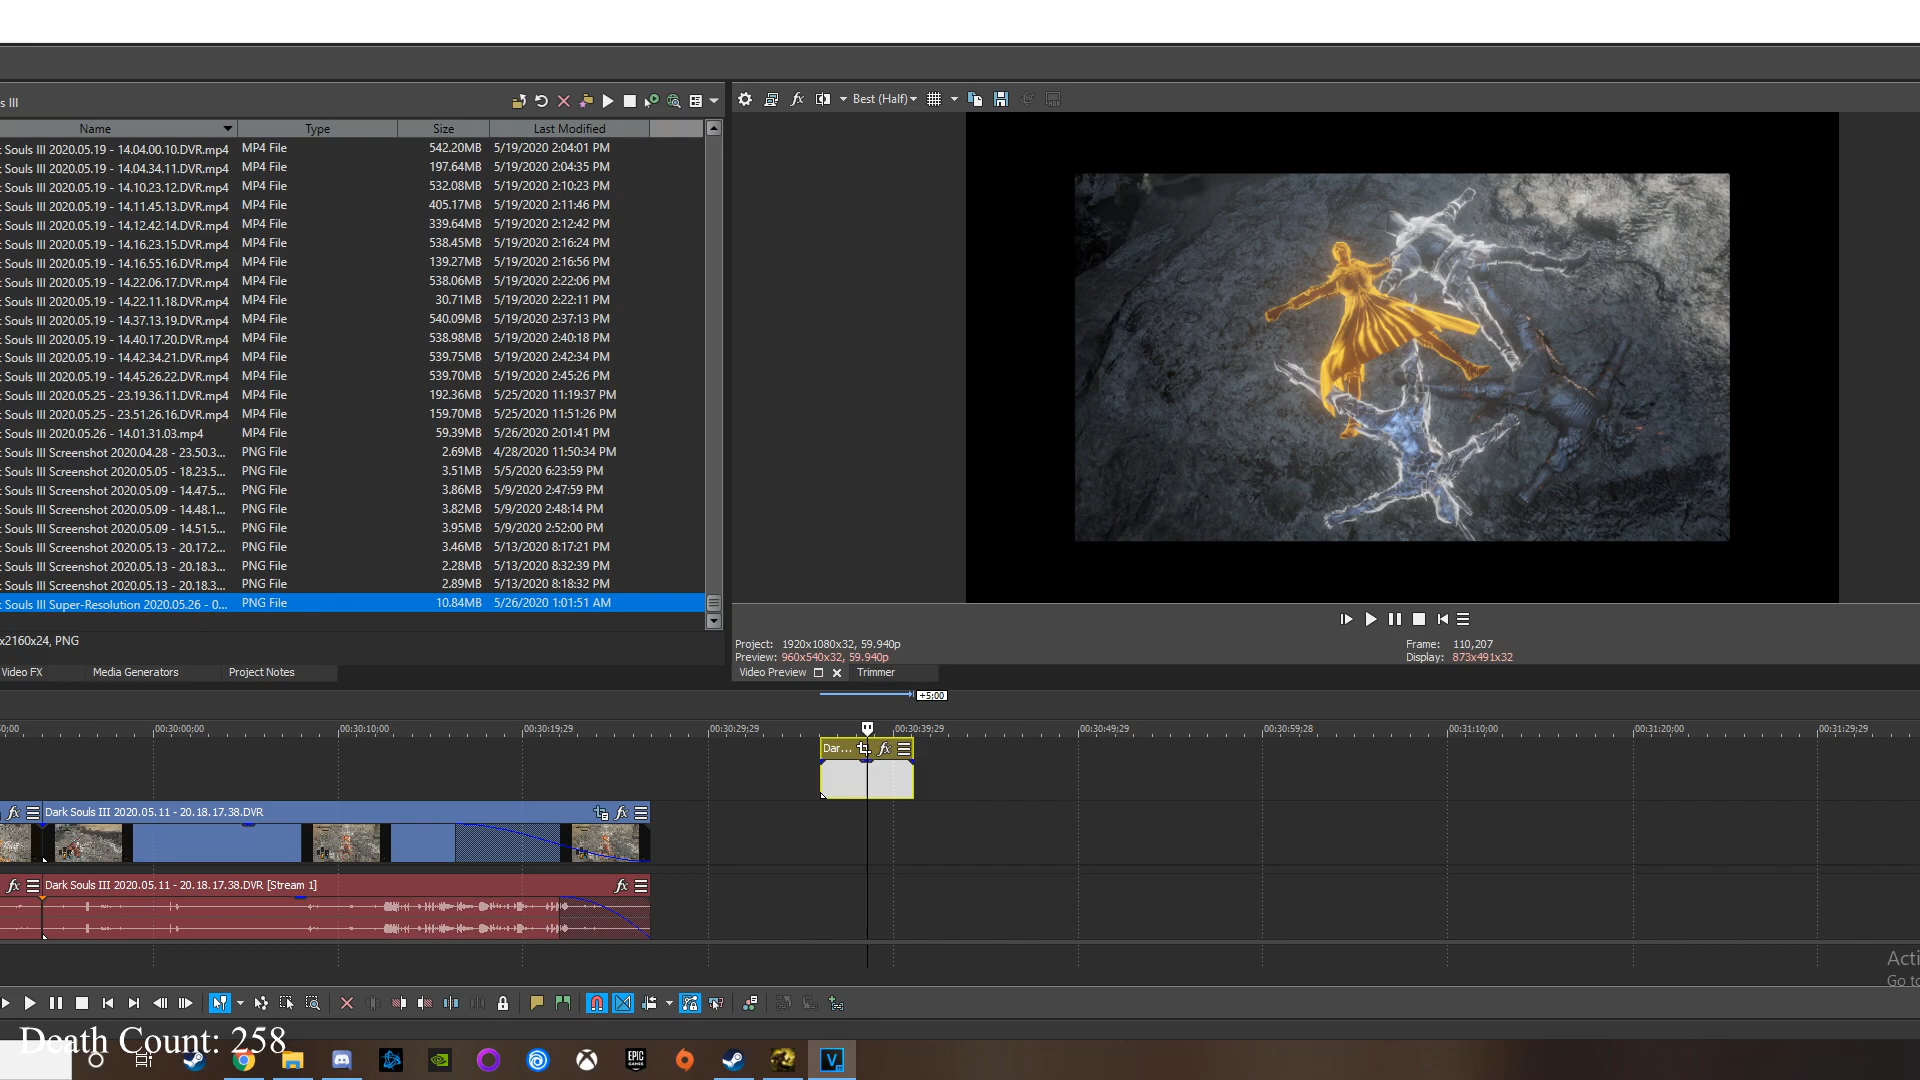 s III
Best (Half)
Name Type Size Last Modified
t Souls III 2020.05.19 - 14.04.00.10.DVR.mp4 MP4 File 542.20MB 5/19/2020 2:04:01 PM
t Souls III 2020.05.19 - 14.04.34.11.DVR.mp4 MP4 File 197.64MB 5/19/2020 2:04:35 PM
t Souls III 2020.05.19 - 14.10.23.12.DVR.mp4 MP4 File 532.08MB 5/19/2020 2:10:23 PM
t Souls III 2020.05.19 - 14.11.45.13.DVR.mp4 MP4 File 405.17MB 5/19/2020 2:11:46 PM
t Souls III 2020.05.19 - 14.12.42.14.DVR.mp4 MP4 File 339.64MB 5/19/2020 2:12:42 PM
t Souls III 2020.05.19 - 14.16.23.15.DVR.mp4 MP4 File 538.45MB 5/19/2020 2:16:24 PM
t Souls III 2020.05.19 - 14.16.55.16.DVR.mp4 MP4 File 139.27MB 5/19/2020 2:16:56 PM
t Souls III 2020.05.19 - 14.22.06.17.DVR.mp4 MP4 File 538.06MB 5/19/2020 2:22:06 PM
t Souls III 2020.05.19 - 14.22.11.18.DVR.mp4 MP4 File 30.71MB 5/19/2020 2:22:11 PM
t Souls III 2020.05.19 - 14.37.13.19.DVR.mp4 MP4 File 540.09MB 5/19/2020 2:37:13 PM
t Souls III 2020.05.19 - 14.40.17.20.DVR.mp4 MP4 File 538.98MB 5/19/2020 2:40:18 PM
t Souls III 2020.05.19 - 14.42.34.21.DVR.mp4 MP4 File 539.75MB 5/19/2020 2:42:34 PM
t Souls III 2020.05.19 - 14.45.26.22.DVR.mp4 MP4 File 539.70MB 5/19/2020 2:45:26 PM
t Souls III 2020.05.25 - 23.19.36.11.DVR.mp4 MP4 File 192.36MB 5/25/2020 11:19:37 PM
t Souls III 2020.05.25 - 23.51.26.16.DVR.mp4 MP4 File 159.70MB 5/25/2020 11:51:26 PM
t Souls III 2020.05.26 - 14.01.31.03.mp4 MP4 File 59.39MB 5/26/2020 2:01:41 PM
t Souls III Screenshot 2020.04.28 - 23.50.3... PNG File 2.69MB 4/28/2020 11:50:34 PM
t Souls III Screenshot 2020.05.05 - 18.23.5... PNG File 3.51MB 5/5/2020 6:23:59 PM
t Souls III Screenshot 2020.05.09 - 14.47.5... PNG File 3.86MB 5/9/2020 2:47:59 PM
t Souls III Screenshot 2020.05.09 - 14.48.1... PNG File 3.82MB 5/9/2020 2:48:14 PM
t Souls III Screenshot 2020.05.09 - 14.51.5... PNG File 3.95MB 5/9/2020 2:52:00 PM
t Souls III Screenshot 2020.05.13 - 20.17.2... PNG File 3.46MB 5/13/2020 8:17:21 PM
t Souls III Screenshot 2020.05.13 - 20.18.3... PNG File 2.28MB 5/13/2020 8:32:39 PM
t Souls III Screenshot 2020.05.13 - 20.18.3... PNG File 2.89MB 5/13/2020 8:18:32 PM
t Souls III Super-Resolution 2020.05.26 - 0... PNG File 10.84MB 5/26/2020 1:01:51 AM
x2160x24, PNG
Project: 1920x1080x32, 59.940p Frame: 110,207
Preview: 960x540x32, 59.940p Display: 873x491x32
Video FX Media Generators Project Notes Video Preview Trimmer
+5;00
0;00 00:30:00;00 00:30:10;00 00:30:19;29 00:30:29;29 00:30:39;29 00:30:49;29 00:30:59;28 00:31:10;00 00:31:20;00 00:31:29;29
Dar...
Dark Souls III 2020.05.11 - 20.18.17.38.DVR
Dark Souls III 2020.05.11 - 20.18.17.38.DVR [Stream 1]
Acti
Go to
Death Count: 258
EPIC GAMES
V